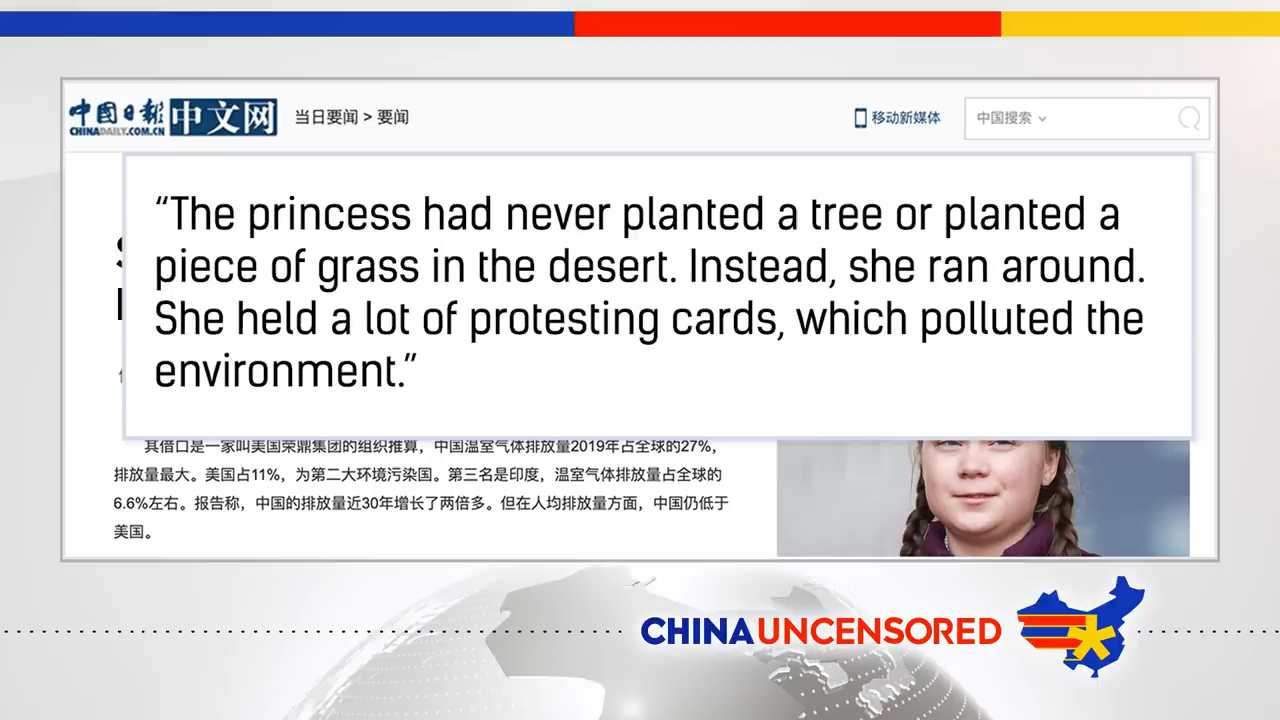 中国日報 中文网
CHINADAILY.COM.CN
当日要闻 > 要闻
移动新媒体
中国搜索
“The princess had never planted a tree or planted a
piece of grass in the desert. Instead, she ran around.
She held a lot of protesting cards, which polluted the
environment.”
其借口是一家叫美国荣鼎集团的组织推算，中国温室气体排放量2019年占全球的27%，
排放量最大。美国占11%，为第二大环境污染国。第三名是印度，温室气体排放量占全球的
6.6%左右。报告称，中国的排放量近30年增长了两倍多。但在人均排放量方面，中国仍低于
美国。
CHINA UNCENSORED